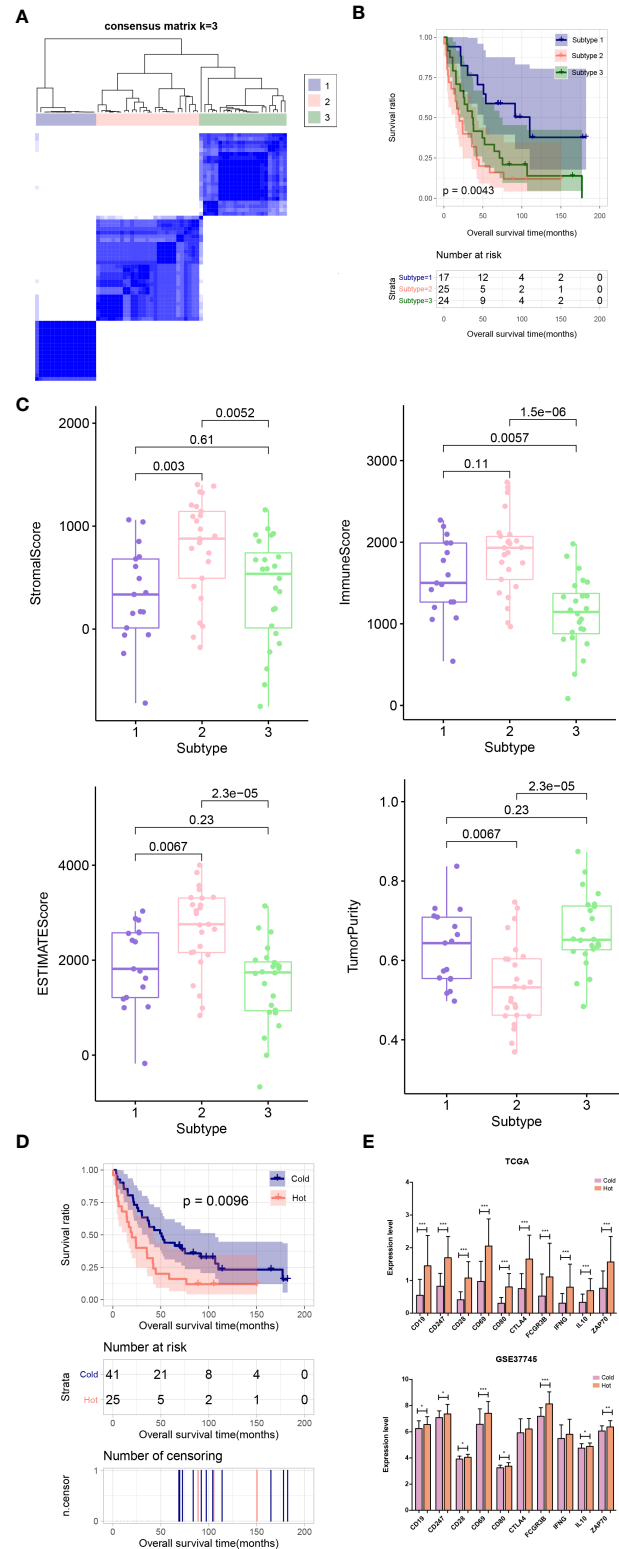 A
consensus matrix k=3
1
2
3
B
1.00
0.75
0.50
0.25
0.00
Survival ratio
Subtype 1
Subtype 2
Subtype 3
p = 0.0043
0 50 100 150 200
Overall survival time(months)
Number at risk
Strata
Subtype=1 17 12 4 2 0
Subtype=2 25 5 2 1 0
Subtype=3 24 9 4 2 0
0 50 100 150 200
Overall survival time(months)
C
0.0052
0.61
0.003
2000
1000
0
StromalScore
1 2 3
Subtype
1.5e-06
0.0057
0.11
3000
2000
1000
0
ImmuneScore
1 2 3
Subtype
2.3e-05
0.23
0.0067
4000
2000
0
ESTIMATEScore
1 2 3
Subtype
2.3e-05
0.23
0.0067
1.0
0.8
0.6
0.4
TumorPurity
1 2 3
Subtype
D
1.00
0.75
0.50
0.25
0.00
Survival ratio
Cold
Hot
p = 0.0096
0 50 100 150 200
Overall survival time(months)
Number at risk
Strata
Cold 41 21 8 4 0
Hot 25 5 2 1 0
0 50 100 150 200
Overall survival time(months)
Number of censoring
n.censor
1
0
0 50 100 150 200
Overall survival time(months)
E
TCGA
Cold
Hot
Expression level
4
3
2
1
0
*** *** *** *** *** *** *** *** *** ***
CD19 CD247 CD28 CD69 CD80 CTLA4 FCGR3B IFNG IL10 ZAP70
GSE37745
Cold
Hot
Expression level
10
8
6
4
2
0
* * * *** * *** * **
CD19 CD247 CD28 CD69 CD80 CTLA4 FCGR3B IFNG IL10 ZAP70